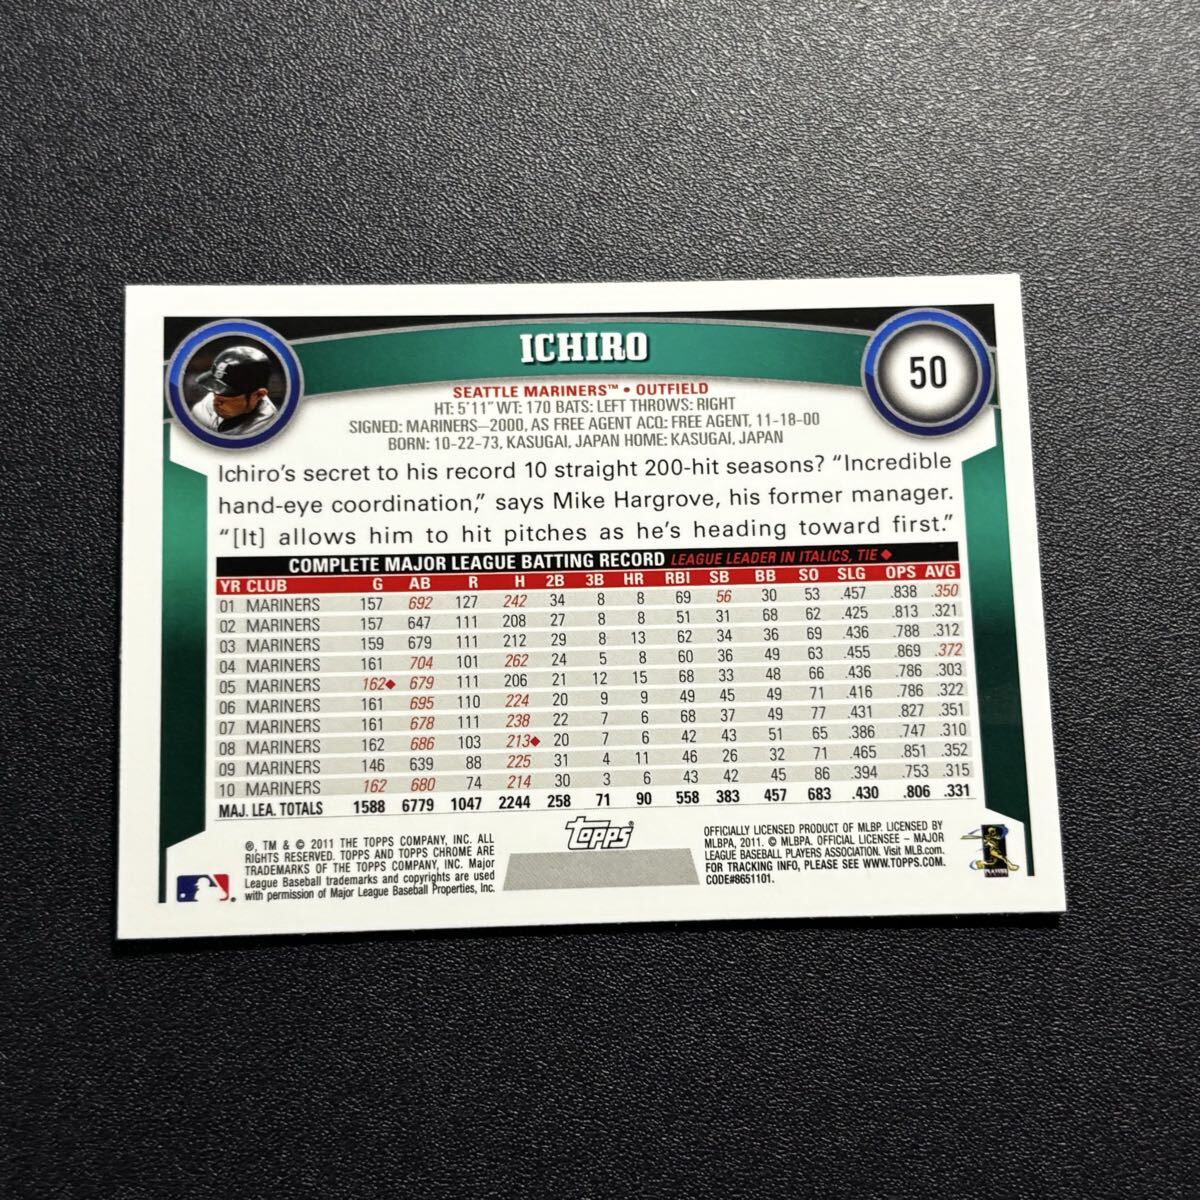 ICHIRO
50
SEATTLE MARINERS™ • OUTFIELD
HT: 5'11" WT: 170 BATS: LEFT THROWS: RIGHT
SIGNED: MARINERS–2000, AS FREE AGENT ACQ: FREE AGENT, 11-18-00
BORN: 10-22-73, KASUGAI, JAPAN HOME: KASUGAI, JAPAN
Ichiro's secret to his record 10 straight 200-hit seasons? “Incredible
hand-eye coordination,” says Mike Hargrove, his former manager.
“[It] allows him to hit pitches as he's heading toward first.”
COMPLETE MAJOR LEAGUE BATTING RECORD LEAGUE LEADER IN ITALICS, TIE ◆
YR CLUB G AB R H 2B 3B HR RBI SB BB SO SLG OPS AVG
01 MARINERS 157 692 127 242 34 8 8 69 56 30 53 .457 .838 .350
02 MARINERS 157 647 111 208 27 8 8 51 31 68 62 .425 .813 .321
03 MARINERS 159 679 111 212 29 8 13 62 34 36 69 .436 .788 .312
04 MARINERS 161 704 101 262 24 5 8 60 36 49 63 .455 .869 .372
05 MARINERS 162◆ 679 111 206 21 12 15 68 33 48 66 .436 .786 .303
06 MARINERS 161 695 110 224 20 9 9 49 45 49 71 .416 .786 .322
07 MARINERS 161 678 111 238 22 7 6 68 37 49 77 .431 .827 .351
08 MARINERS 162 686 103 213◆ 20 7 6 42 43 51 65 .386 .747 .310
09 MARINERS 146 639 88 225 31 4 11 46 26 32 71 .465 .851 .352
10 MARINERS 162 680 74 214 30 3 6 43 42 45 86 .394 .753 .315
MAJ. LEA. TOTALS 1588 6779 1047 2244 258 71 90 558 383 457 683 .430 .806 .331
®, TM & © 2011 THE TOPPS COMPANY, INC. ALL
RIGHTS RESERVED. TOPPS AND TOPPS CHROME ARE
TRADEMARKS OF THE TOPPS COMPANY, INC. Major
League Baseball trademarks and copyrights are used
with permission of Major League Baseball Properties, Inc.
Topps®
OFFICIALLY LICENSED PRODUCT OF MLBP. LICENSED BY
MLBPA, 2011. © MLBPA. OFFICIAL LICENSEE – MAJOR
LEAGUE BASEBALL PLAYERS ASSOCIATION. Visit MLB.com.
FOR TRACKING INFO, PLEASE SEE WWW.TOPPS.COM.
CODE#8651101.
PLAYERS